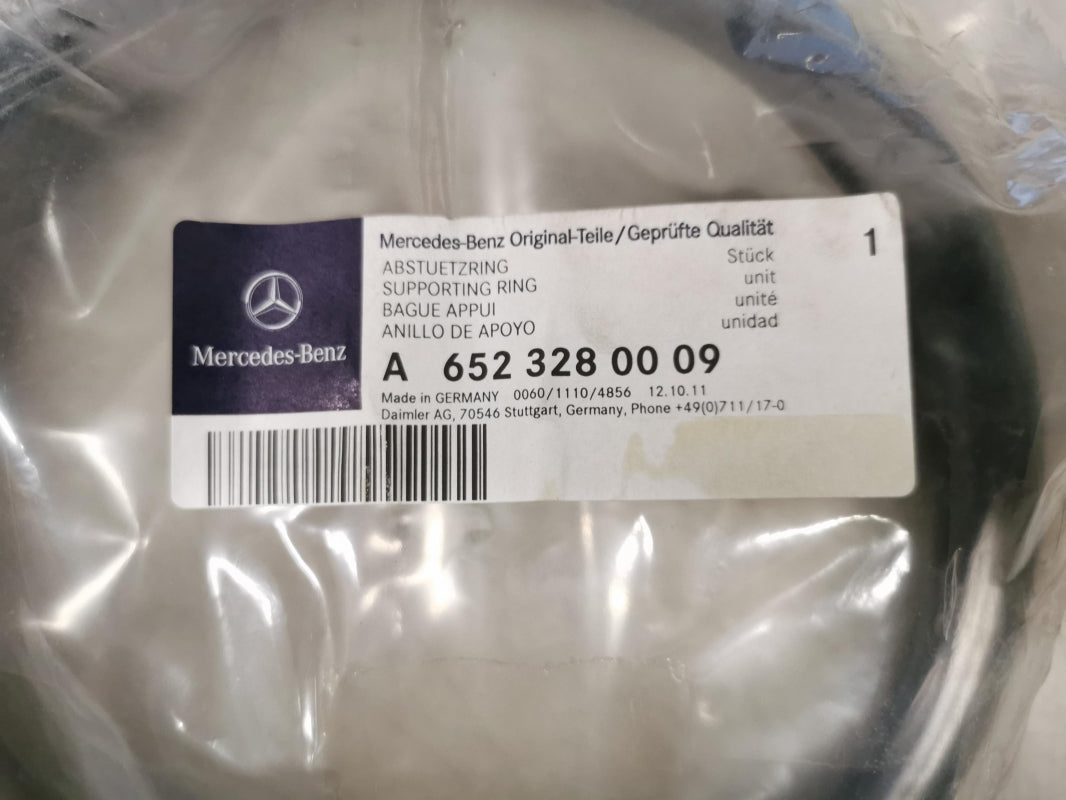 Mercedes-Benz
Mercedes-Benz Original-Teile/Geprüfte Qualität 1
ABSTUETZRING Stück
SUPPORTING RING unit
BAGUE APPUI unité
ANILLO DE APOYO unidad
A 652 328 00 09
Made in GERMANY 0060/1110/4856 12.10.11
Daimler AG, 70546 Stuttgart, Germany, Phone +49(0)711/17-0